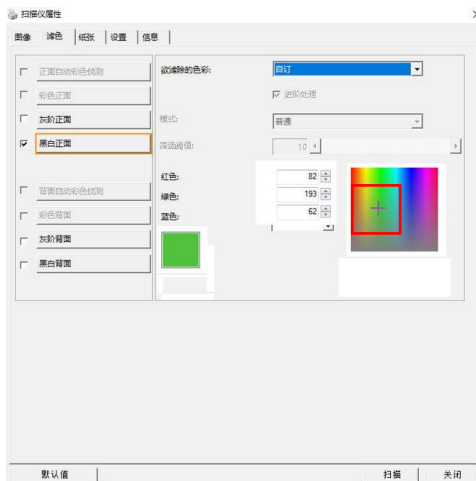 扫描仪属性
图像 滤色 纸张 设置 信息
正面自动彩色侦测
彩色正面
灰阶正面
黑白正面
背面自动彩色侦测
彩色背面
灰阶背面
黑白背面
欲滤除的色彩: 自订
进阶处理
模式: 普通
筛选阈值: 10
红色: 82
绿色: 193
蓝色: 62
默认值 扫描 关闭